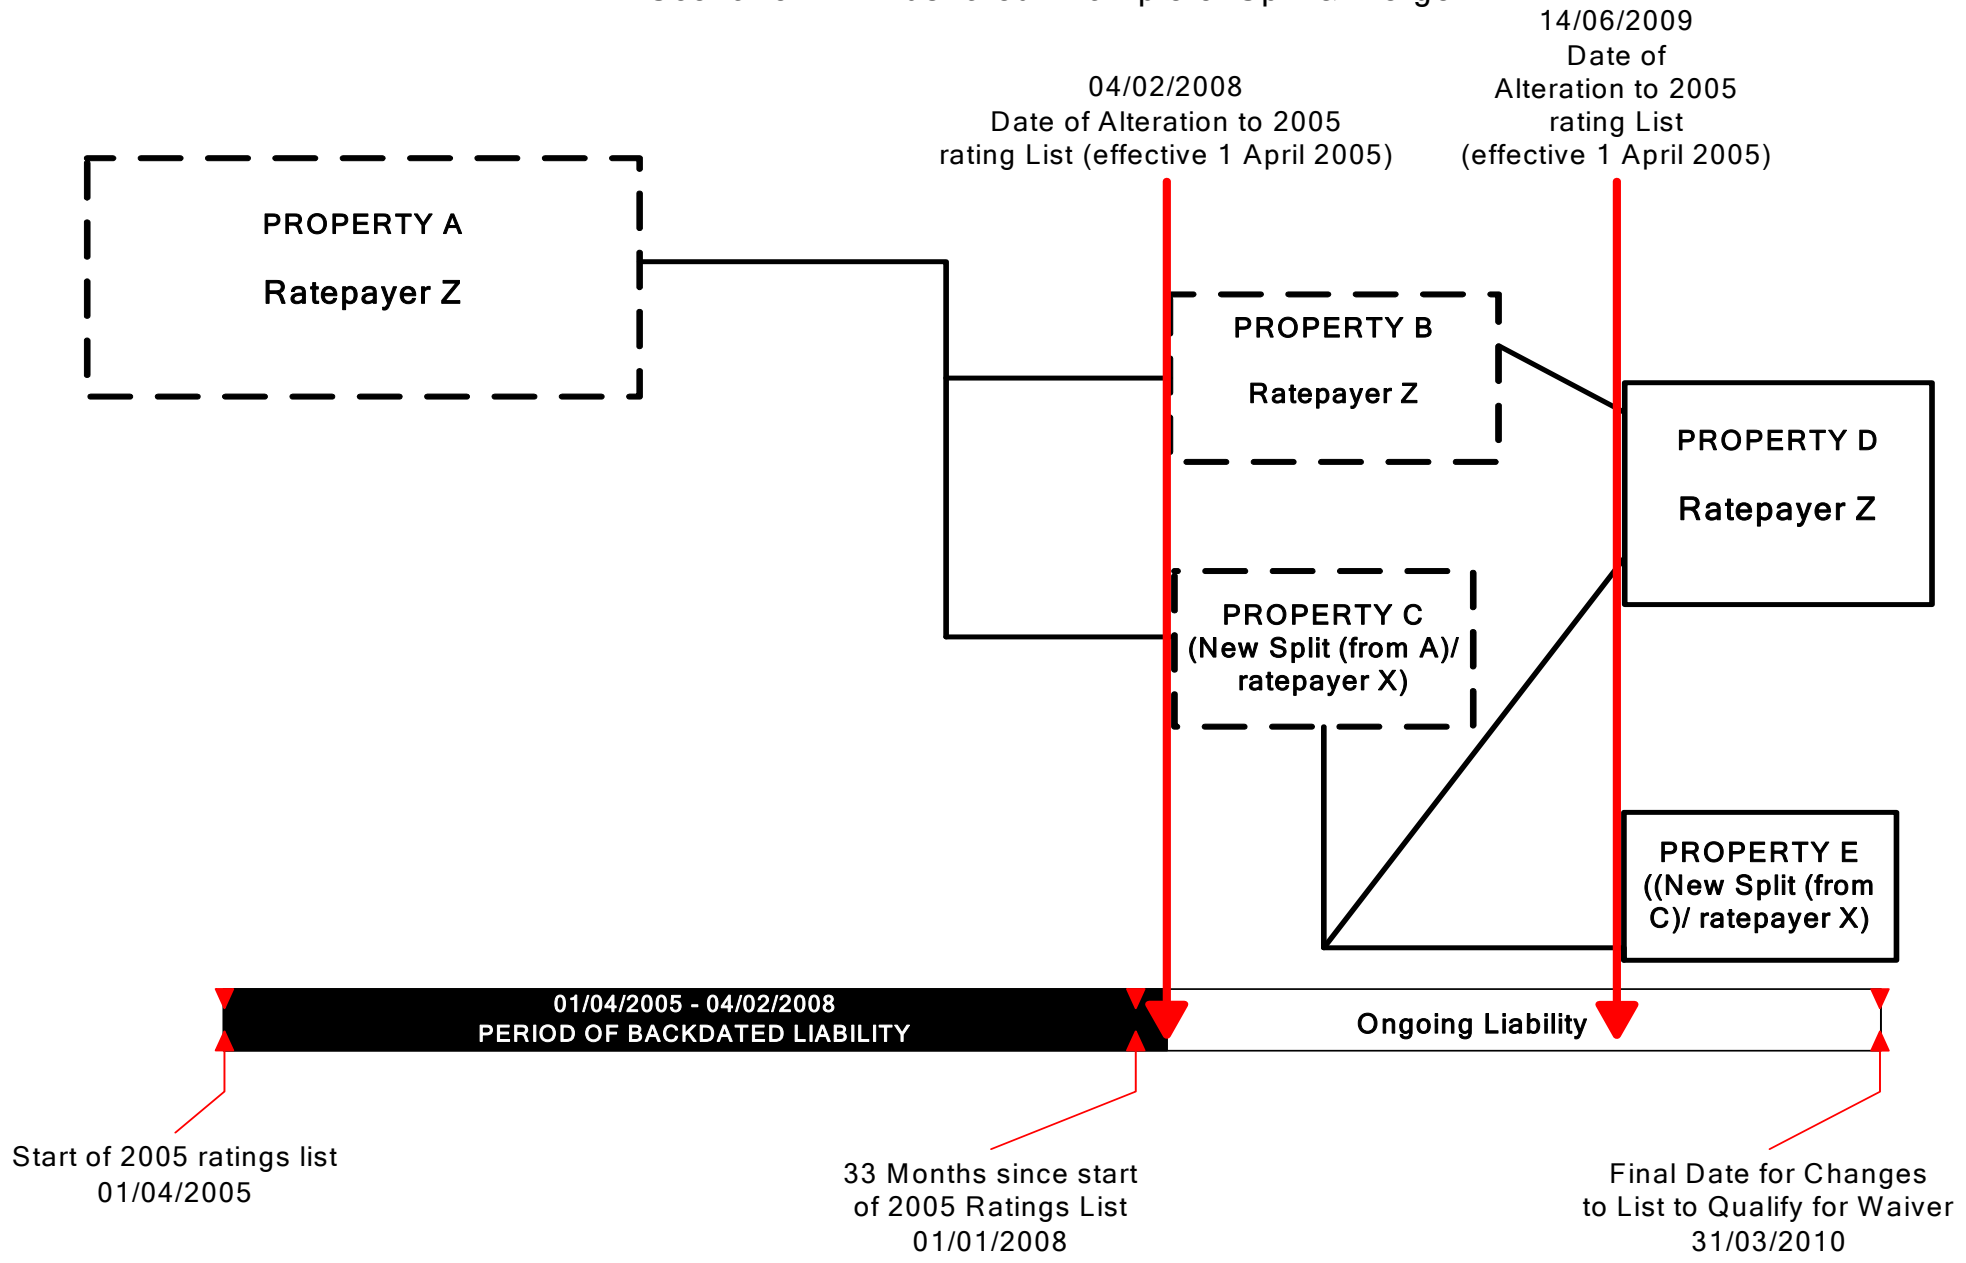 14/06/2009
Date of
Alteration to 2005
rating List
(effective 1 April 2005)
04/02/2008
Date of Alteration to 2005
rating List (effective 1 April 2005)
PROPERTY A
Ratepayer Z
PROPERTY B
Ratepayer Z
PROPERTY D
Ratepayer Z
PROPERTY C
(New Split (from A)/
ratepayer X)
PROPERTY E
((New Split (from
C)/ ratepayer X)
01/04/2005 - 04/02/2008
PERIOD OF BACKDATED LIABILITY
Ongoing Liability
Start of 2005 ratings list
01/04/2005
33 Months since start
of 2005 Ratings List
01/01/2008
Final Date for Changes
to List to Qualify for Waiver
31/03/2010